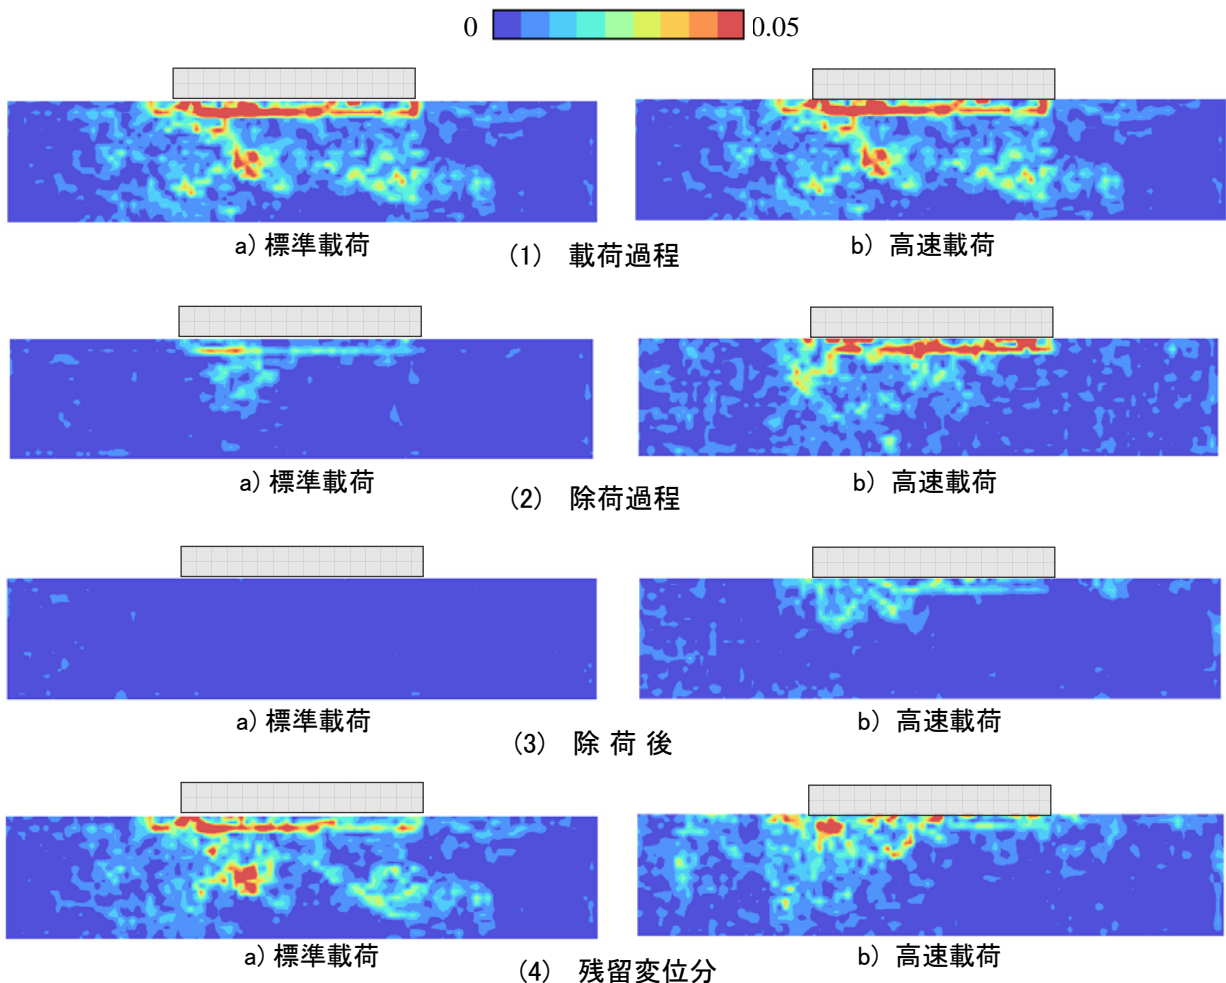 0 0.05
a) 標準載荷 b) 高速載荷
(1) 載荷過程
a) 標準載荷 b) 高速載荷
(2) 除荷過程
a) 標準載荷 b) 高速載荷
(3) 除 荷 後
a) 標準載荷 b) 高速載荷
(4) 残留変位分